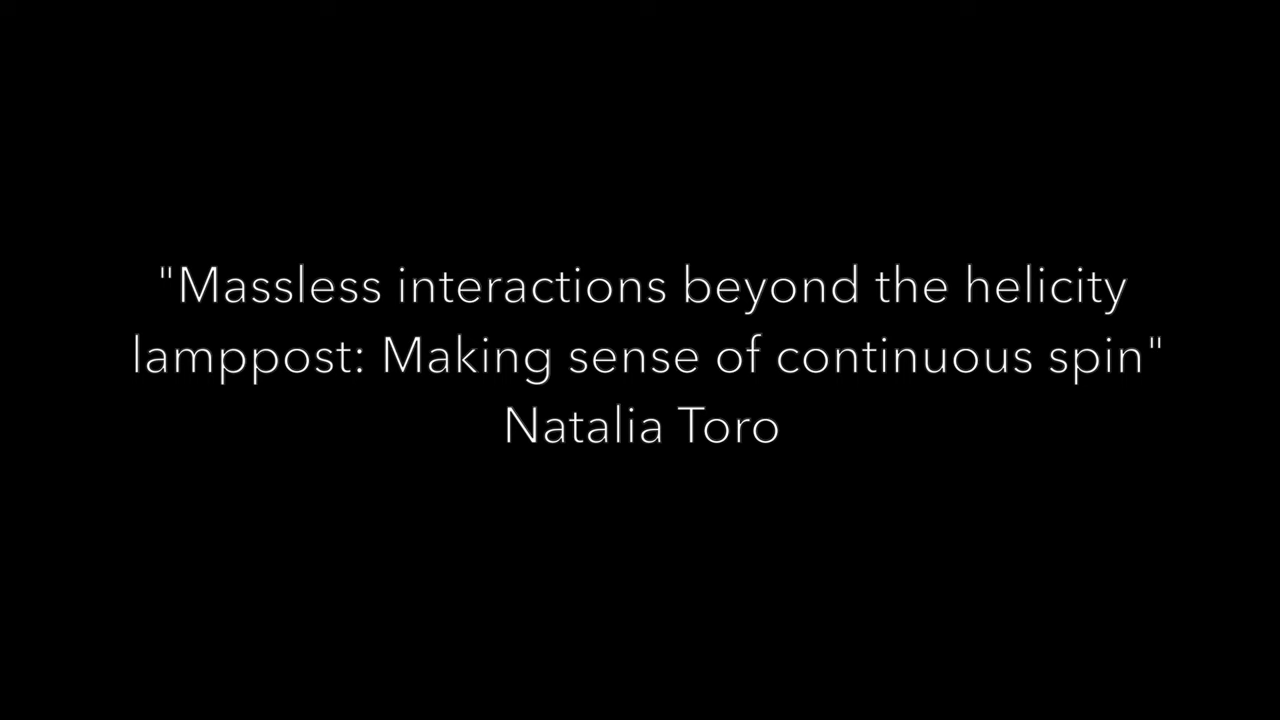 "Massless interactions beyond the helicity
lamppost: Making sense of continuous spin"
Natalia Toro